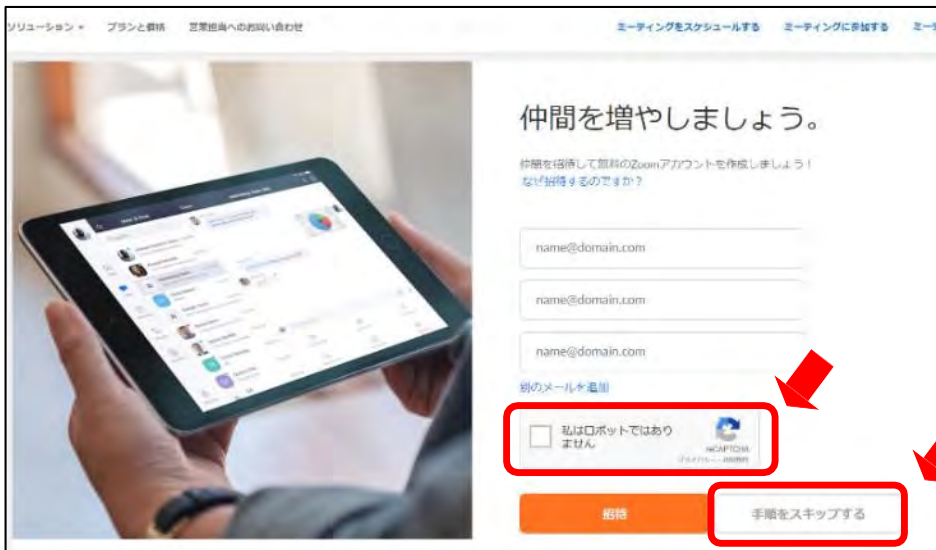 ソリューション プランと価格 営業担当へのお問い合わせ ミーティングをスケジュールする ミーティングに参加する
仲間を増やしましょう。
仲間を招待して無料のZoomアカウントを作成しましょう！
なぜ招待するのですか？
name@domain.com
name@domain.com
name@domain.com
別のメールを追加
私はロボットではあり
ません
reCAPTCHA
招待 手順をスキップする